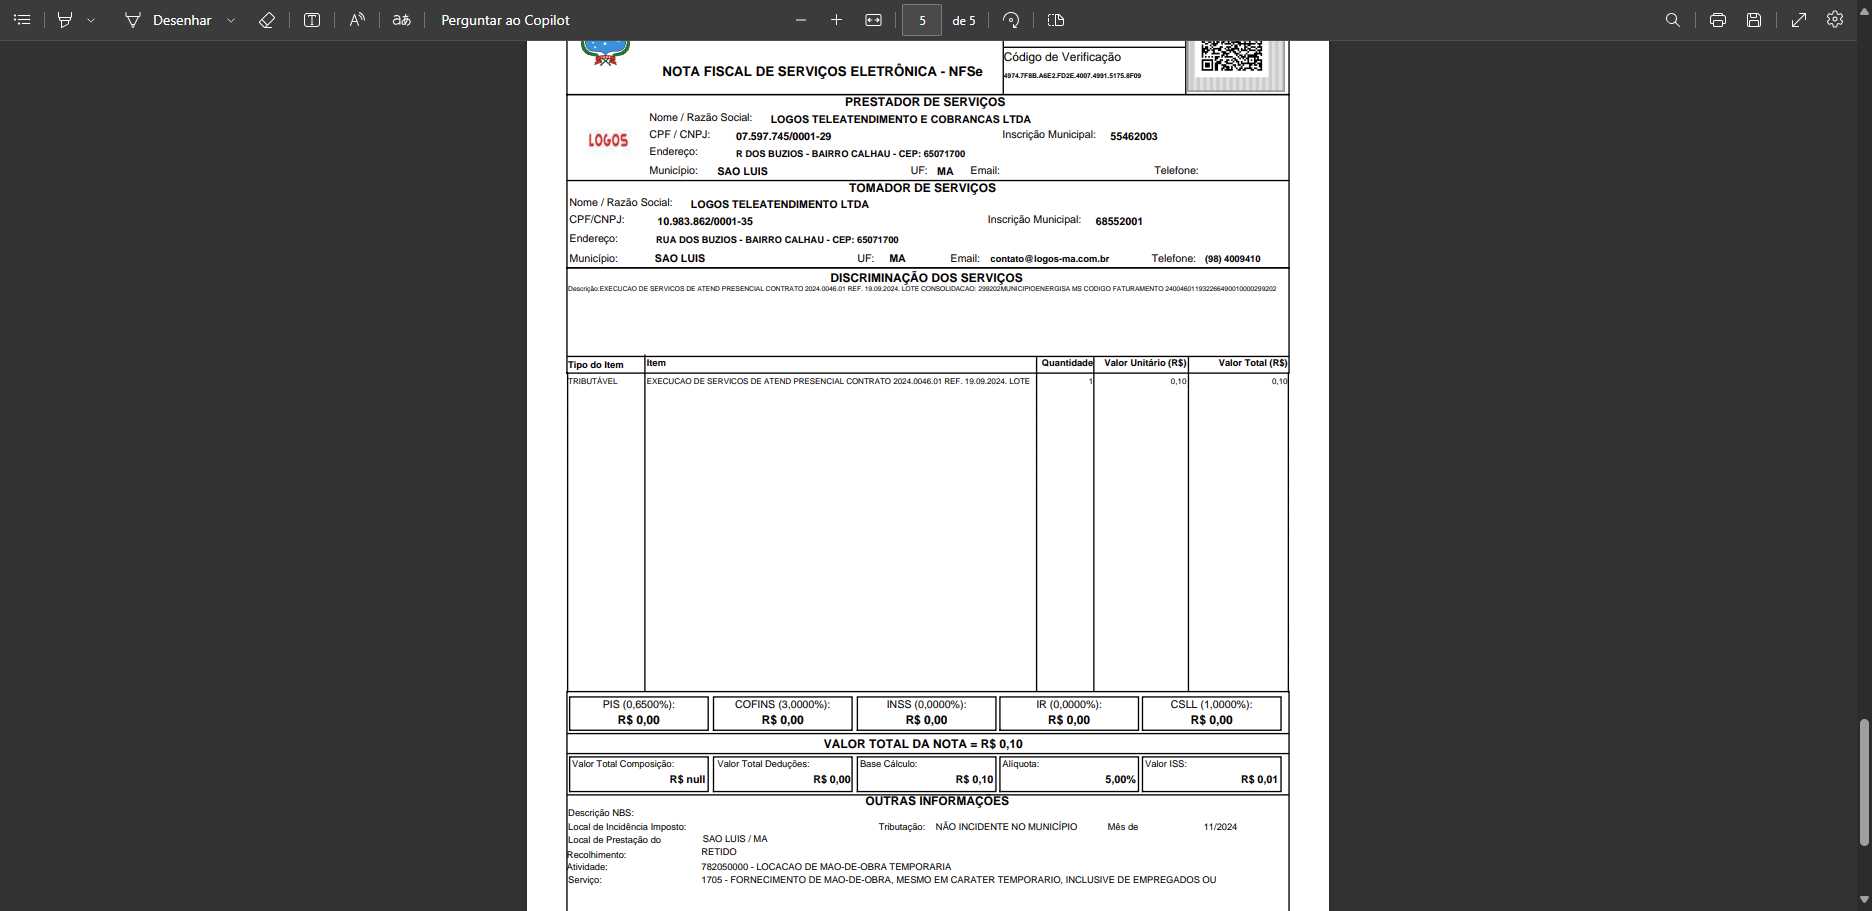 Desenhar
aあ
Perguntar ao Copilot
5 de 5
Código de Verificação
NOTA FISCAL DE SERVIÇOS ELETRÔNICA - NFSe
4974.7F8B.A6E2.FD2E.4007.4991.5175.8F09
PRESTADOR DE SERVIÇOS
LOGOS
Nome / Razão Social: LOGOS TELEATENDIMENTO E COBRANCAS LTDA
CPF / CNPJ: 07.597.745/0001-29 Inscrição Municipal: 55462003
Endereço: R DOS BUZIOS - BAIRRO CALHAU - CEP: 65071700
Município: SAO LUIS UF: MA Email: Telefone:
TOMADOR DE SERVIÇOS
Nome / Razão Social: LOGOS TELEATENDIMENTO LTDA
CPF/CNPJ: 10.983.862/0001-35 Inscrição Municipal: 68552001
Endereço: RUA DOS BUZIOS - BAIRRO CALHAU - CEP: 65071700
Município: SAO LUIS UF: MA Email: contato@logos-ma.com.br Telefone: (98) 4009410
DISCRIMINAÇÃO DOS SERVIÇOS
Descrição:EXECUCAO DE SERVICOS DE ATEND PRESENCIAL CONTRATO 2024.0046.01 REF. 19.09.2024. LOTE CONSOLIDACAO: 299202MUNICIPIOENERGISA MS CODIGO FATURAMENTO
Tipo do Item Item Quantidade Valor Unitário (R$) Valor Total (R$)
TRIBUTÁVEL EXECUCAO DE SERVICOS DE ATEND PRESENCIAL CONTRATO 2024.0046.01 REF. 19.09.2024. LOTE 1 0,10 0,10
PIS (0,6500%): COFINS (3,0000%): INSS (0,0000%): IR (0,0000%): CSLL (1,0000%):
R$ 0,00 R$ 0,00 R$ 0,00 R$ 0,00 R$ 0,00
VALOR TOTAL DA NOTA = R$ 0,10
Valor Total Composição: Valor Total Deduções: Base Cálculo: Alíquota: Valor ISS:
R$ null R$ 0,00 R$ 0,10 5,00% R$ 0,01
OUTRAS INFORMAÇÕES
Descrição NBS:
Local de Incidência Imposto: Tributação: NÃO INCIDENTE NO MUNICÍPIO Mês de 11/2024
Local de Prestação do SAO LUIS / MA
Recolhimento: RETIDO
Atividade: 782050000 - LOCACAO DE MAO-DE-OBRA TEMPORARIA
Serviço: 1705 - FORNECIMENTO DE MAO-DE-OBRA, MESMO EM CARATER TEMPORARIO, INCLUSIVE DE EMPREGADOS OU